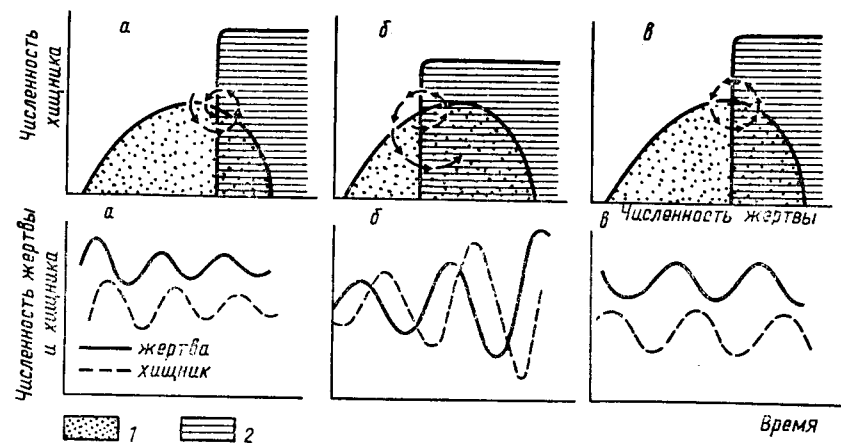 Численность
хищника
а
б
в
Численность жертвы
Численность жертвы
и хищника
а
б
в
жертва
хищник
1
2
Время